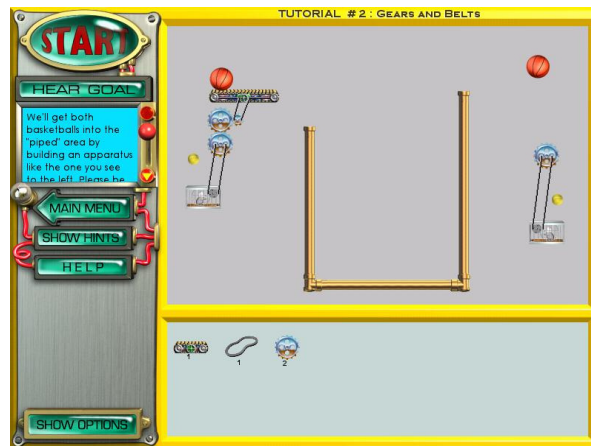 TUTORIAL # 2 : GEARS AND BELTS
START
HEAR GOAL
We'll get both
basketballs into the
"piped" area by
building an apparatus
like the one you see
to the left. Please be
MAIN MENU
SHOW HINTS
HELP
1
1
2
SHOW OPTIONS